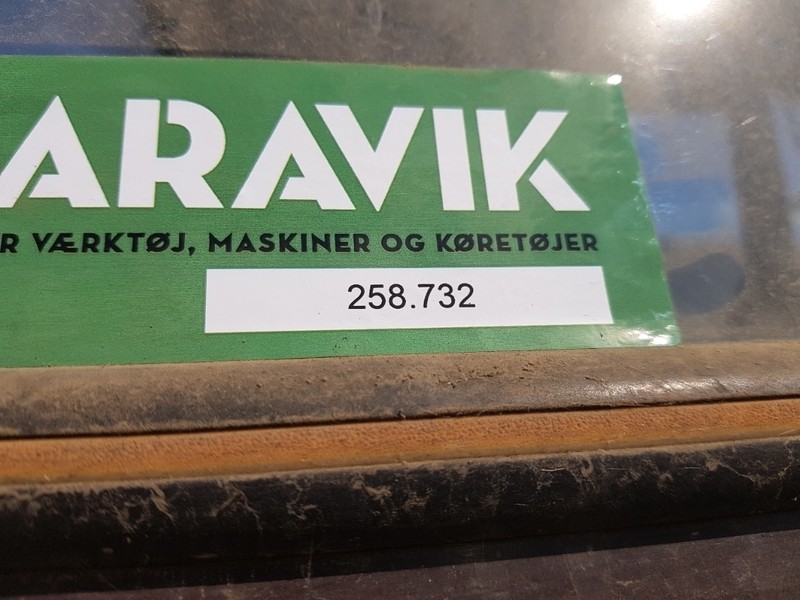 ARAVIK
R VÆRKTØJ, MASKINER OG KØRETØJER
258.732